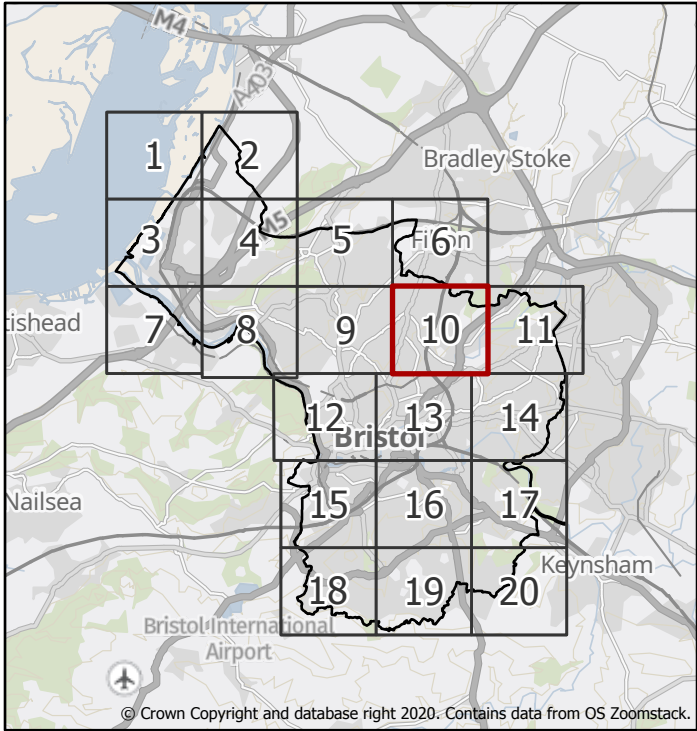 M4
A403
1
2
Bradley Stoke
M5
3
4
5
6
Filton
tishead
7
8
9
10
11
12
13
14
Bristol
Nailsea
15
16
17
Keynsham
18
19
20
Bristol International
Airport
© Crown Copyright and database right 2020. Contains data from OS Zoomstack.